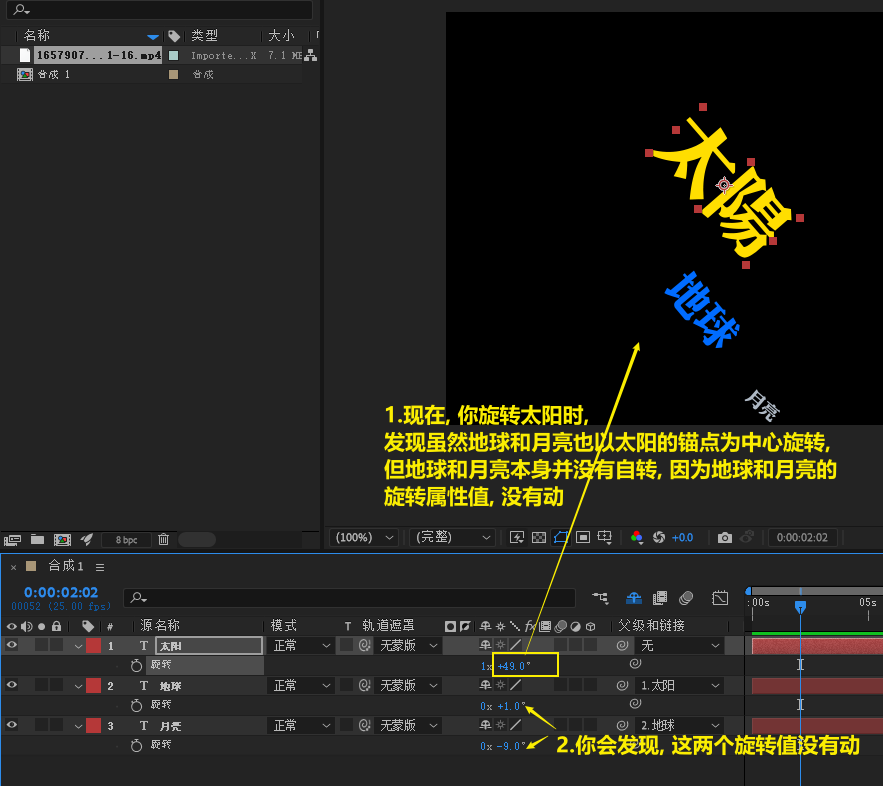 名称 类型 大小
1657907... 1-16.mp4 Importe...X 7.1 ME
合成 1 合成
太陽
地球
月亮
1.现在, 你旋转太阳时,
发现虽然地球和月亮也以太阳的锚点为中心旋转,
但地球和月亮本身并没有自转, 因为地球和月亮的
旋转属性值, 没有动
8 bpc
(100%) (完整) +0.0 0:00:02:02
× 合成 1
0:00:02:02
00052 (25.00 fps)
:00s 05s
# 源名称 模式 T 轨道遮罩 fx 父级和链接
1 T 太阳 正常 无蒙版 无
旋转 1x +49.0°
2 T 地球 正常 无蒙版 1.太阳
旋转 0x +1.0°
3 T 月亮 正常 无蒙版 2.地球
旋转 0x -9.0°
2.你会发现, 这两个旋转值没有动